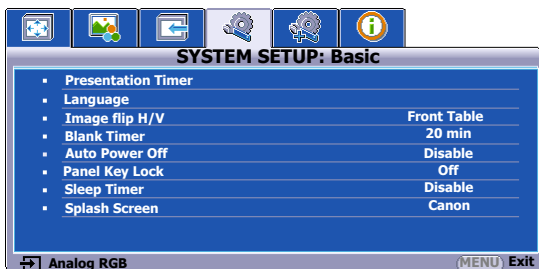 SYSTEM SETUP: Basic
Presentation Timer
Language
Image flip H/V Front Table
Blank Timer 20 min
Auto Power Off Disable
Panel Key Lock Off
Sleep Timer Disable
Splash Screen Canon
Analog RGB MENU Exit